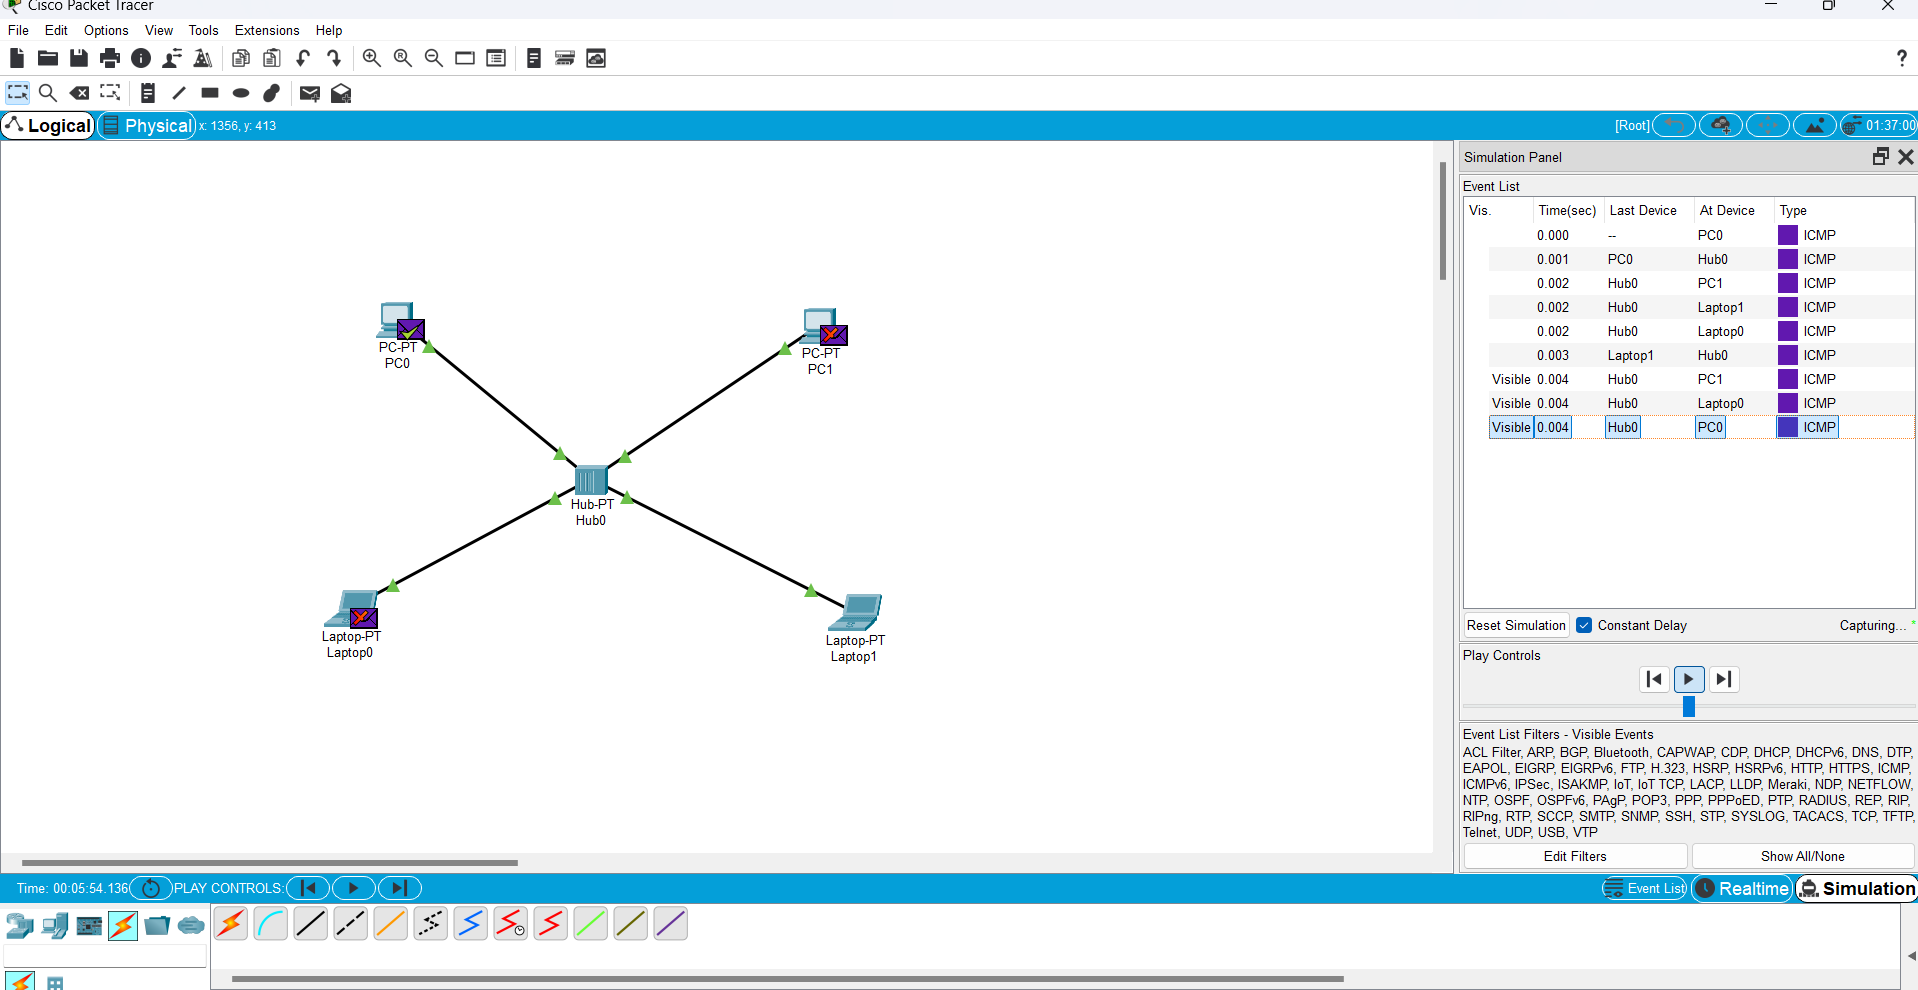 Cisco Packet Tracer
File Edit Options View Tools Extensions Help
?
Logical Physical x: 1356, y: 413 [Root] 01:37:00
Simulation Panel
Event List
Vis. Time(sec) Last Device At Device Type
0.000 -- PC0 ICMP
0.001 PC0 Hub0 ICMP
0.002 Hub0 PC1 ICMP
0.002 Hub0 Laptop1 ICMP
0.002 Hub0 Laptop0 ICMP
0.003 Laptop1 Hub0 ICMP
Visible 0.004 Hub0 PC1 ICMP
Visible 0.004 Hub0 Laptop0 ICMP
Visible 0.004 Hub0 PC0 ICMP
PC-PT
PC0
PC-PT
PC1
Hub-PT
Hub0
Laptop-PT
Laptop0
Laptop-PT
Laptop1
Reset Simulation Constant Delay Capturing... *
Play Controls
Event List Filters - Visible Events
ACL Filter, ARP, BGP, Bluetooth, CAPWAP, CDP, DHCP, DHCPv6, DNS, DTP,
EAPOL, EIGRP, EIGRPv6, FTP, H.323, HSRP, HSRPv6, HTTP, HTTPS, ICMP,
ICMPv6, IPSec, ISAKMP, IoT, IoT TCP, LACP, LLDP, Meraki, NDP, NETFLOW,
NTP, OSPF, OSPFv6, PAgP, POP3, PPP, PPPoED, PTP, RADIUS, REP, RIP,
RIPng, RTP, SCCP, SMTP, SNMP, SSH, STP, SYSLOG, TACACS, TCP, TFTP,
Telnet, UDP, USB, VTP
Edit Filters Show All/None
Time: 00:05:54.136 PLAY CONTROLS: Event List Realtime Simulation